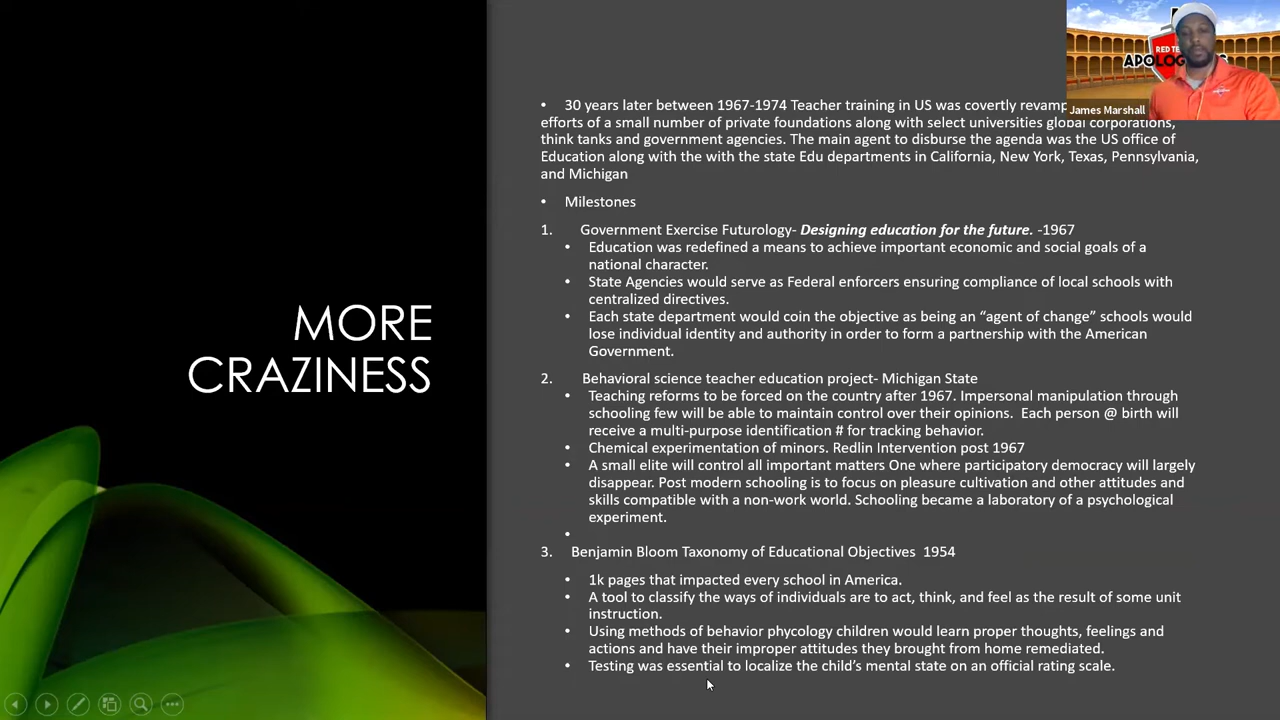 MORE
CRAZINESS
• 30 years later between 1967-1974 Teacher training in US was covertly
efforts of a small number of private foundations along with select universities global corporations,
think tanks and government agencies. The main agent to disburse the agenda was the US office of
Education along with the with the state Edu departments in California, New York, Texas, Pennsylvania,
and Michigan
• Milestones
1. Government Exercise Futurology- Designing education for the future. -1967
• Education was redefined a means to achieve important economic and social goals of a
national character.
• State Agencies would serve as Federal enforcers ensuring compliance of local schools with
centralized directives.
• Each state department would coin the objective as being an “agent of change” schools would
lose individual identity and authority in order to form a partnership with the American
Government.
2. Behavioral science teacher education project- Michigan State
• Teaching reforms to be forced on the country after 1967. Impersonal manipulation through
schooling few will be able to maintain control over their opinions. Each person @ birth will
receive a multi-purpose identification # for tracking behavior.
• Chemical experimentation of minors. Redlin Intervention post 1967
• A small elite will control all important matters One where participatory democracy will largely
disappear. Post modern schooling is to focus on pleasure cultivation and other attitudes and
skills compatible with a non-work world. Schooling became a laboratory of a psychological
experiment.
•
3. Benjamin Bloom Taxonomy of Educational Objectives 1954
• 1k pages that impacted every school in America.
• A tool to classify the ways of individuals are to act, think, and feel as the result of some unit
instruction.
• Using methods of behavior phycology children would learn proper thoughts, feelings and
actions and have their improper attitudes they brought from home remediated.
• Testing was essential to localize the child’s mental state on an official rating scale.
RED
James Marshall